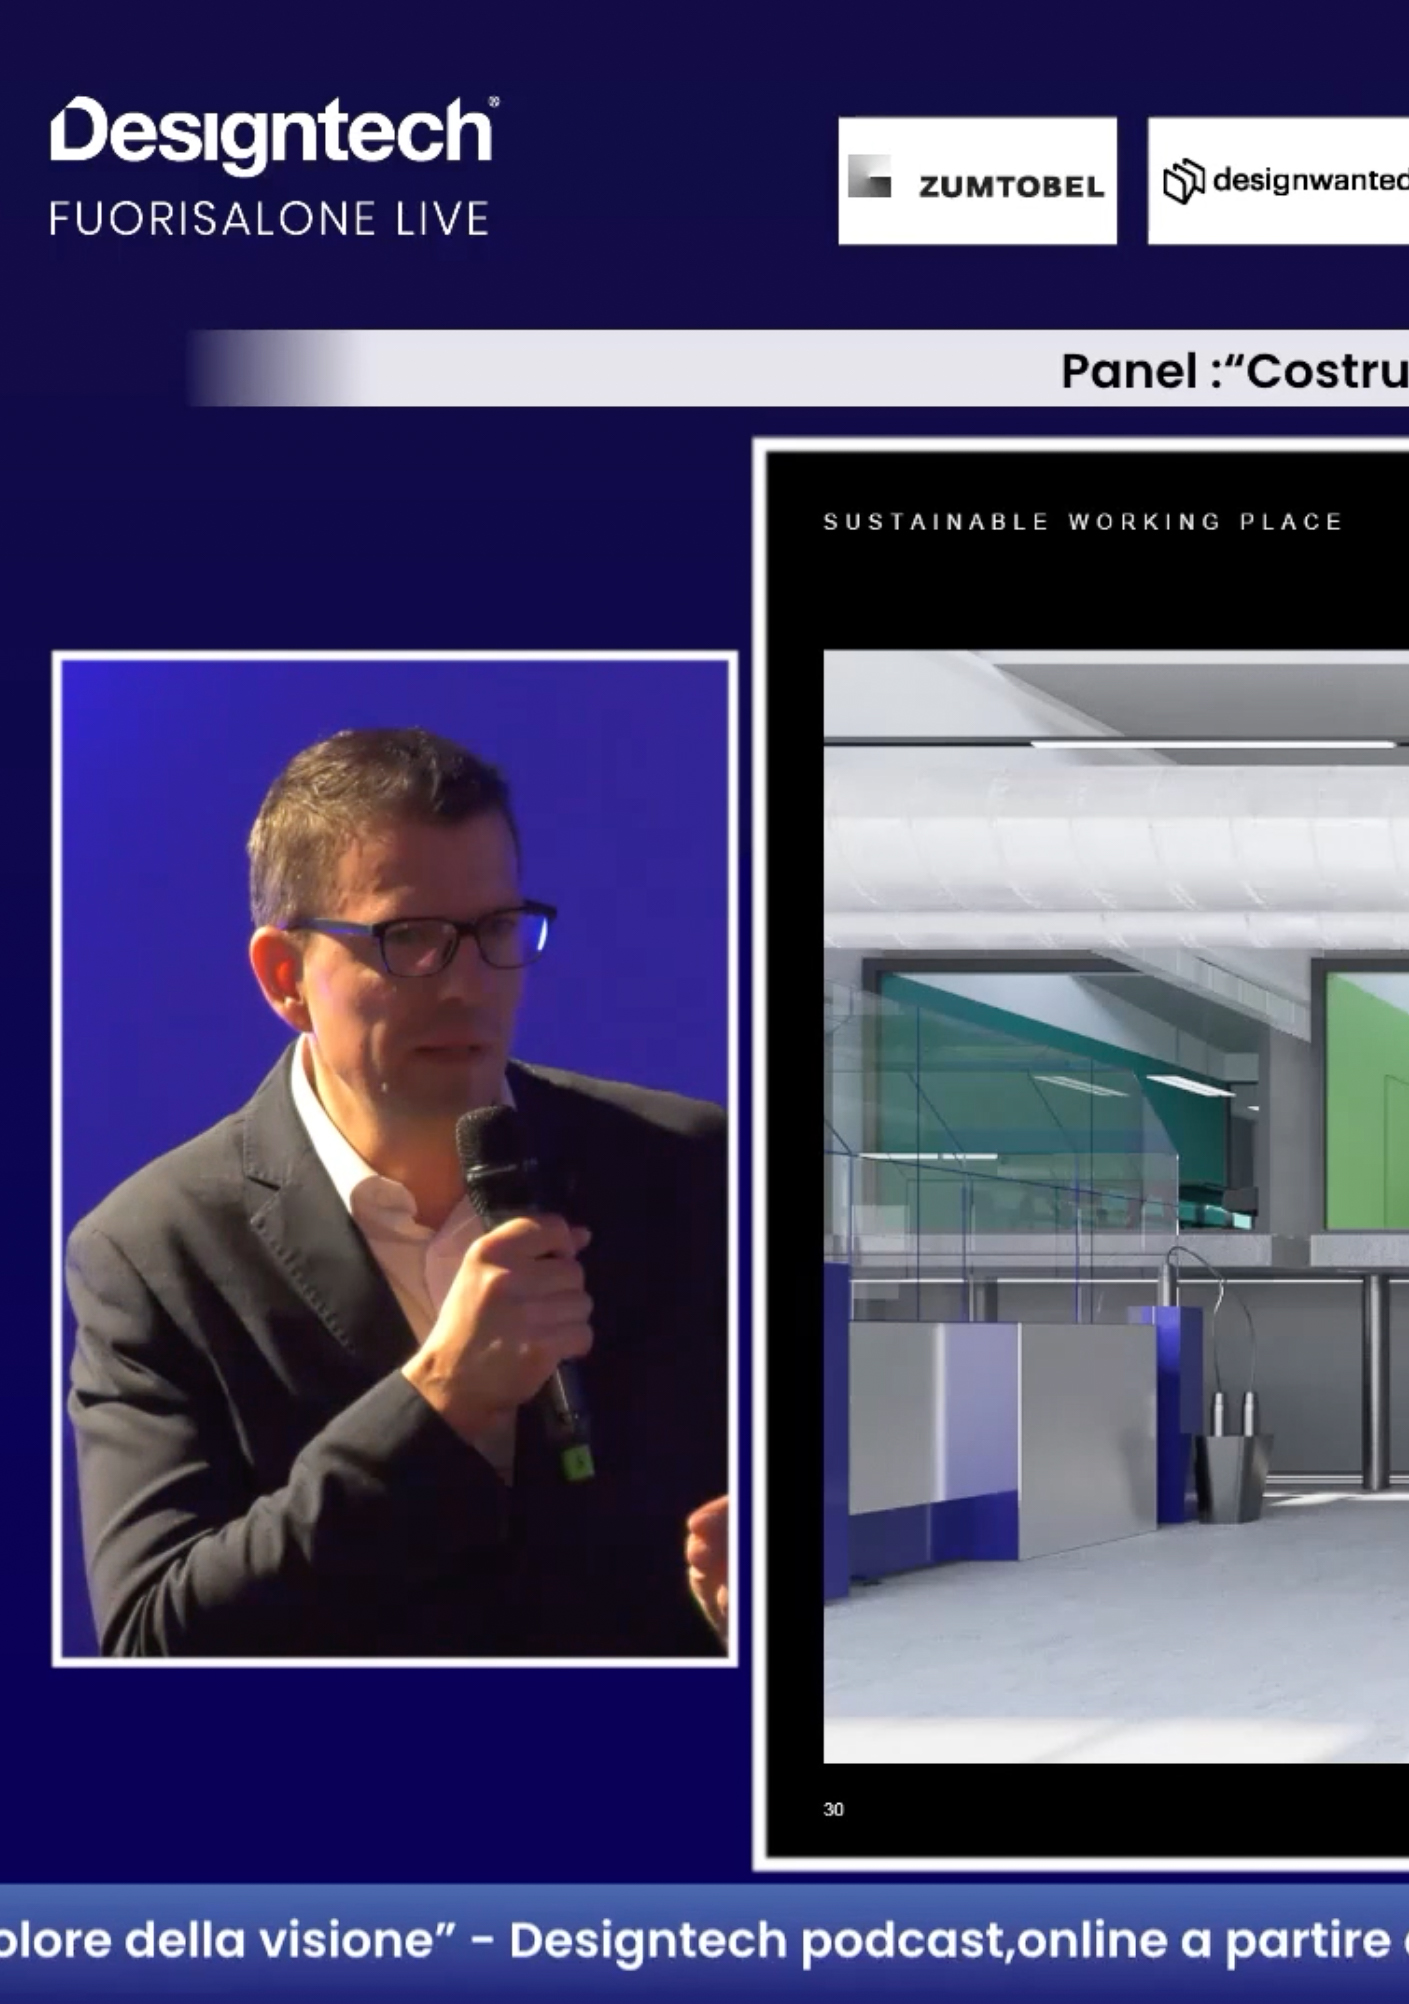 Designtech®
FUORISALONE LIVE
ZUMTOBEL
designwanted
Panel :“Costru
SUSTAINABLE WORKING PLACE
30
olore della visione” - Designtech podcast,online a partire